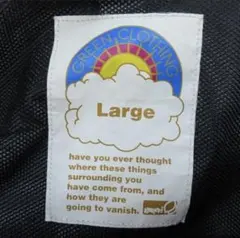 GREEN CLOTHING
Large
have you ever thought
where these things
surrounding you
have come from, and
how they are
going to vanish.